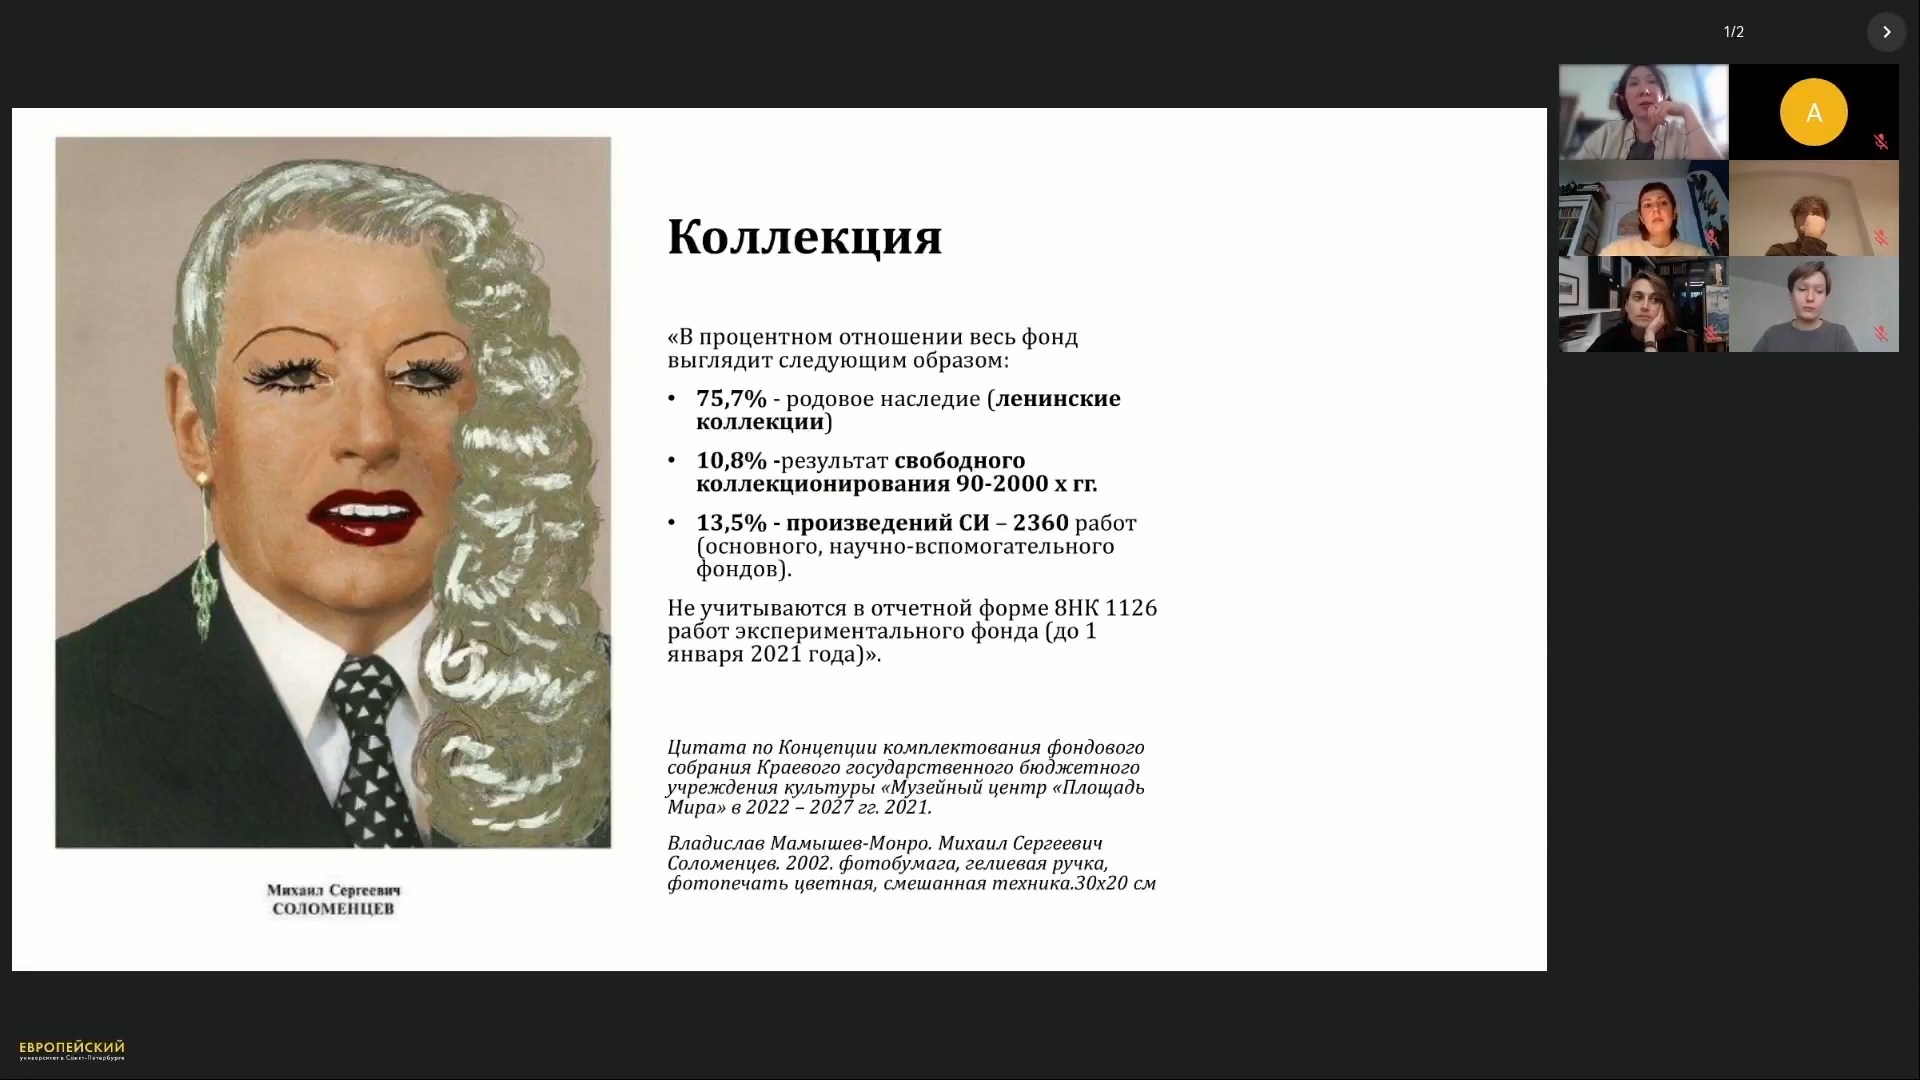 1/2
A
Коллекция
«В процентном отношении весь фонд
выглядит следующим образом:
• 75,7% - родовое наследие (ленинские
коллекции)
• 10,8% -результат свободного
коллекционирования 90-2000 х гг.
• 13,5% - произведений СИ – 2360 работ
(основного, научно-вспомогательного
фондов).
Не учитываются в отчетной форме 8НК 1126
работ экспериментального фонда (до 1
января 2021 года)».
Цитата по Концепции комплектования фондового
собрания Краевого государственного бюджетного
учреждения культуры «Музейный центр «Площадь
Мира» в 2022 – 2027 гг. 2021.
Владислав Мамышев-Монро. Михаил Сергеевич
Соломенцев. 2002. фотобумага, гелиевая ручка,
фотопечать цветная, смешанная техника.30х20 см
Михаил Сергеевич
СОЛОМЕНЦЕВ
ЕВРОПЕЙСКИЙ
университет в Санкт-Петербурге